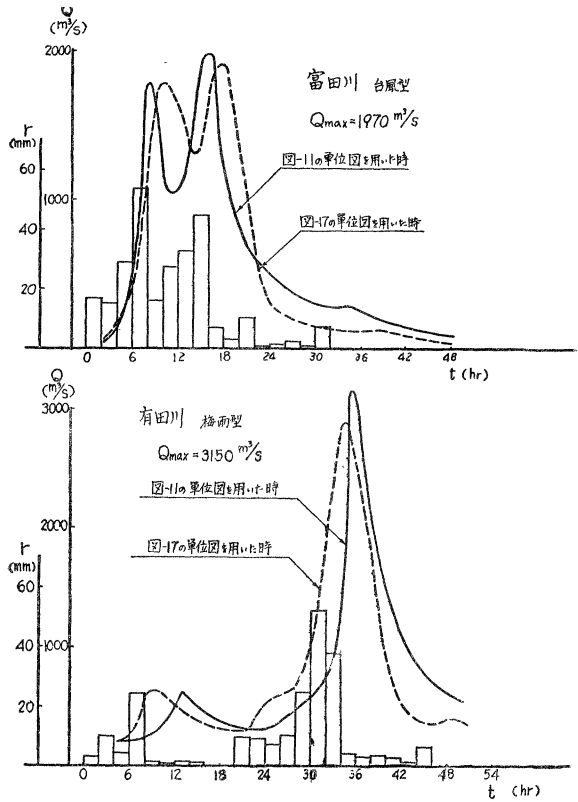 Q
(m³/s)
2000
富田川 台風型
Qmax=1970 m³/s
r
(mm)
図-11の単位図を用いた時
60
1000
40
図-17の単位図を用いた時
20
0 6 12 18 24 30 36 42 48
t (hr)
Q
(m³/s)
3000
有田川 梅雨型
Qmax=3150 m³/s
図-11の単位図を用いた時
2000
r
(mm)
図-17の単位図を用いた時
60
40 1000
20
0 6 12 18 24 30 36 42 48 54
t (hr)